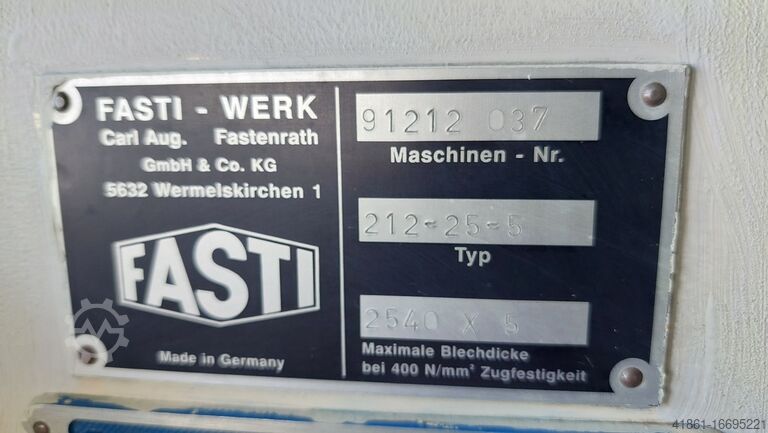 FASTI - WERK
Carl Aug. Fastenrath
GmbH & Co. KG
5632 Wermelskirchen 1
FASTI
Made in Germany
91212 037
Maschinen - Nr.
212-25-5
Typ
2540 X 5
Maximale Blechdicke
bei 400 N/mm² Zugfestigkeit
41861-16695221